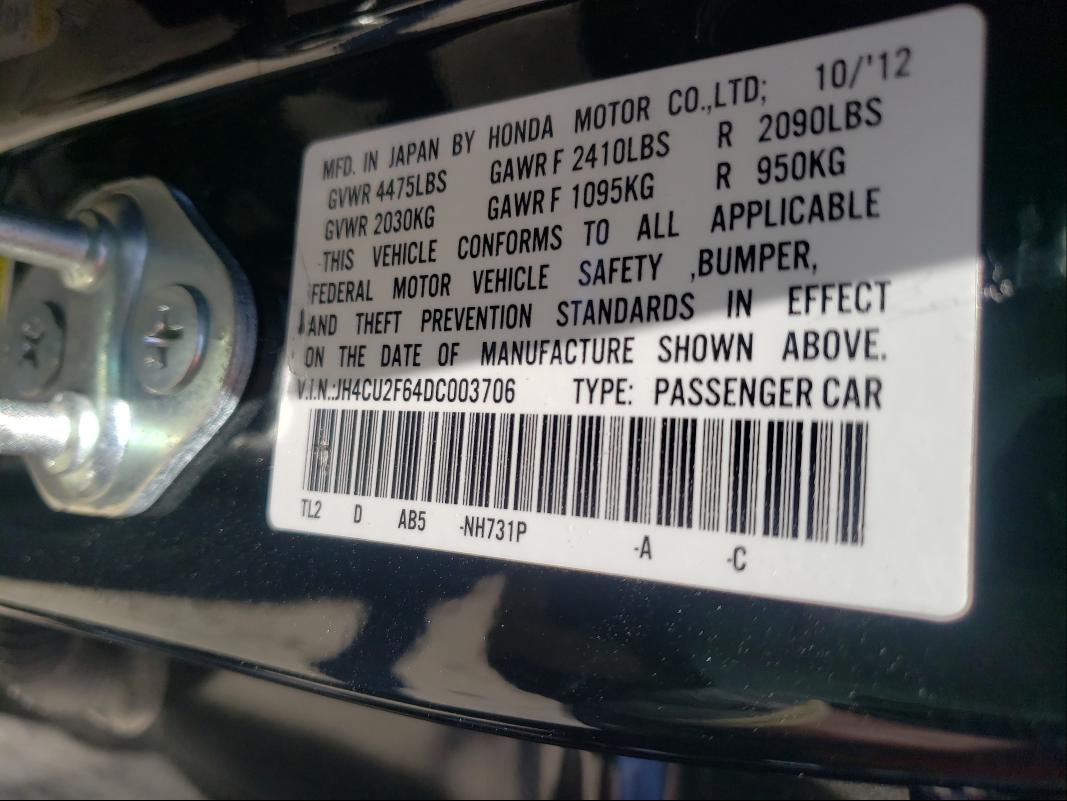 MFD. IN JAPAN BY HONDA MOTOR CO.,LTD; 10/'12
GVWR 4475LBS GAWR F 2410LBS R 2090LBS
GVWR 2030KG GAWR F 1095KG R 950KG
THIS VEHICLE CONFORMS TO ALL APPLICABLE
FEDERAL MOTOR VEHICLE SAFETY ,BUMPER,
AND THEFT PREVENTION STANDARDS IN EFFECT
ON THE DATE OF MANUFACTURE SHOWN ABOVE.
V.I.N.:JH4CU2F64DC003706 TYPE: PASSENGER CAR
TL2 D AB5 -NH731P -A -C